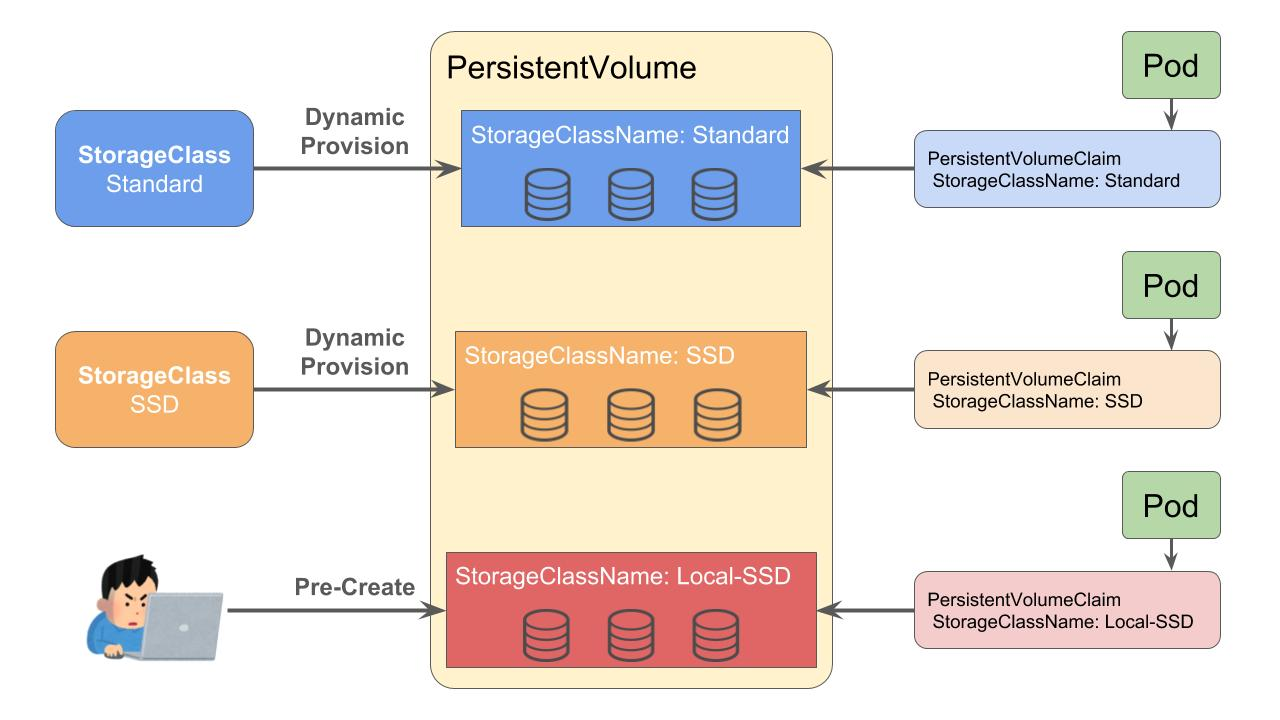 PersistentVolume
Pod
Dynamic
Provision
StorageClass
Standard
StorageClassName: Standard
PersistentVolumeClaim
StorageClassName: Standard
Pod
Dynamic
Provision
StorageClass
SSD
StorageClassName: SSD
PersistentVolumeClaim
StorageClassName: SSD
Pod
Pre-Create
StorageClassName: Local-SSD
PersistentVolumeClaim
StorageClassName: Local-SSD